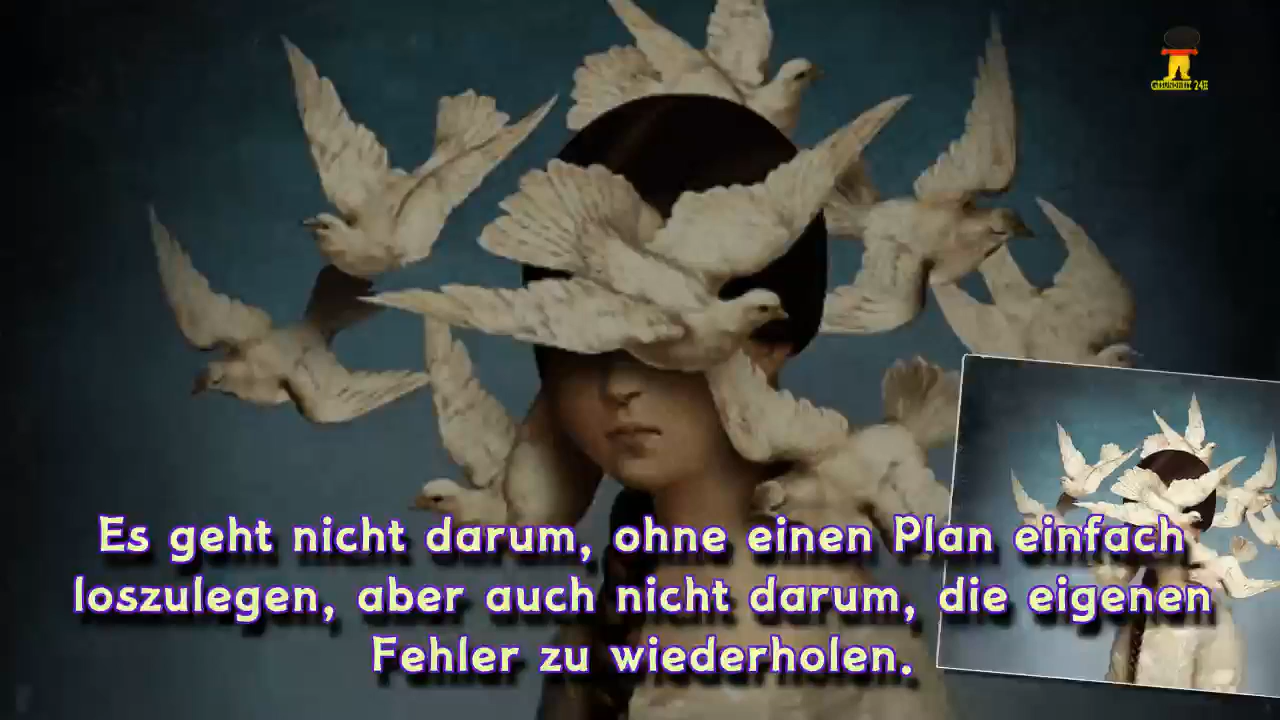 Es geht nicht darum, ohne einen Plan einfach
loszulegen, aber auch nicht darum, die eigenen
Fehler zu wiederholen.